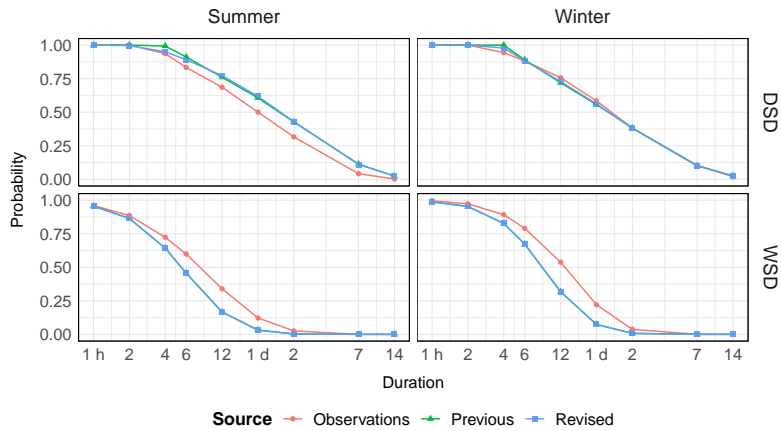 Summer Winter
1.00
0.75
0.50
0.25
0.00
DSD
1.00
0.75
0.50
0.25
0.00
WSD
Probability
1 h 2 4 6 12 1 d 2 7 14 1 h 2 4 6 12 1 d 2 7 14
Duration
Source Observations Previous Revised